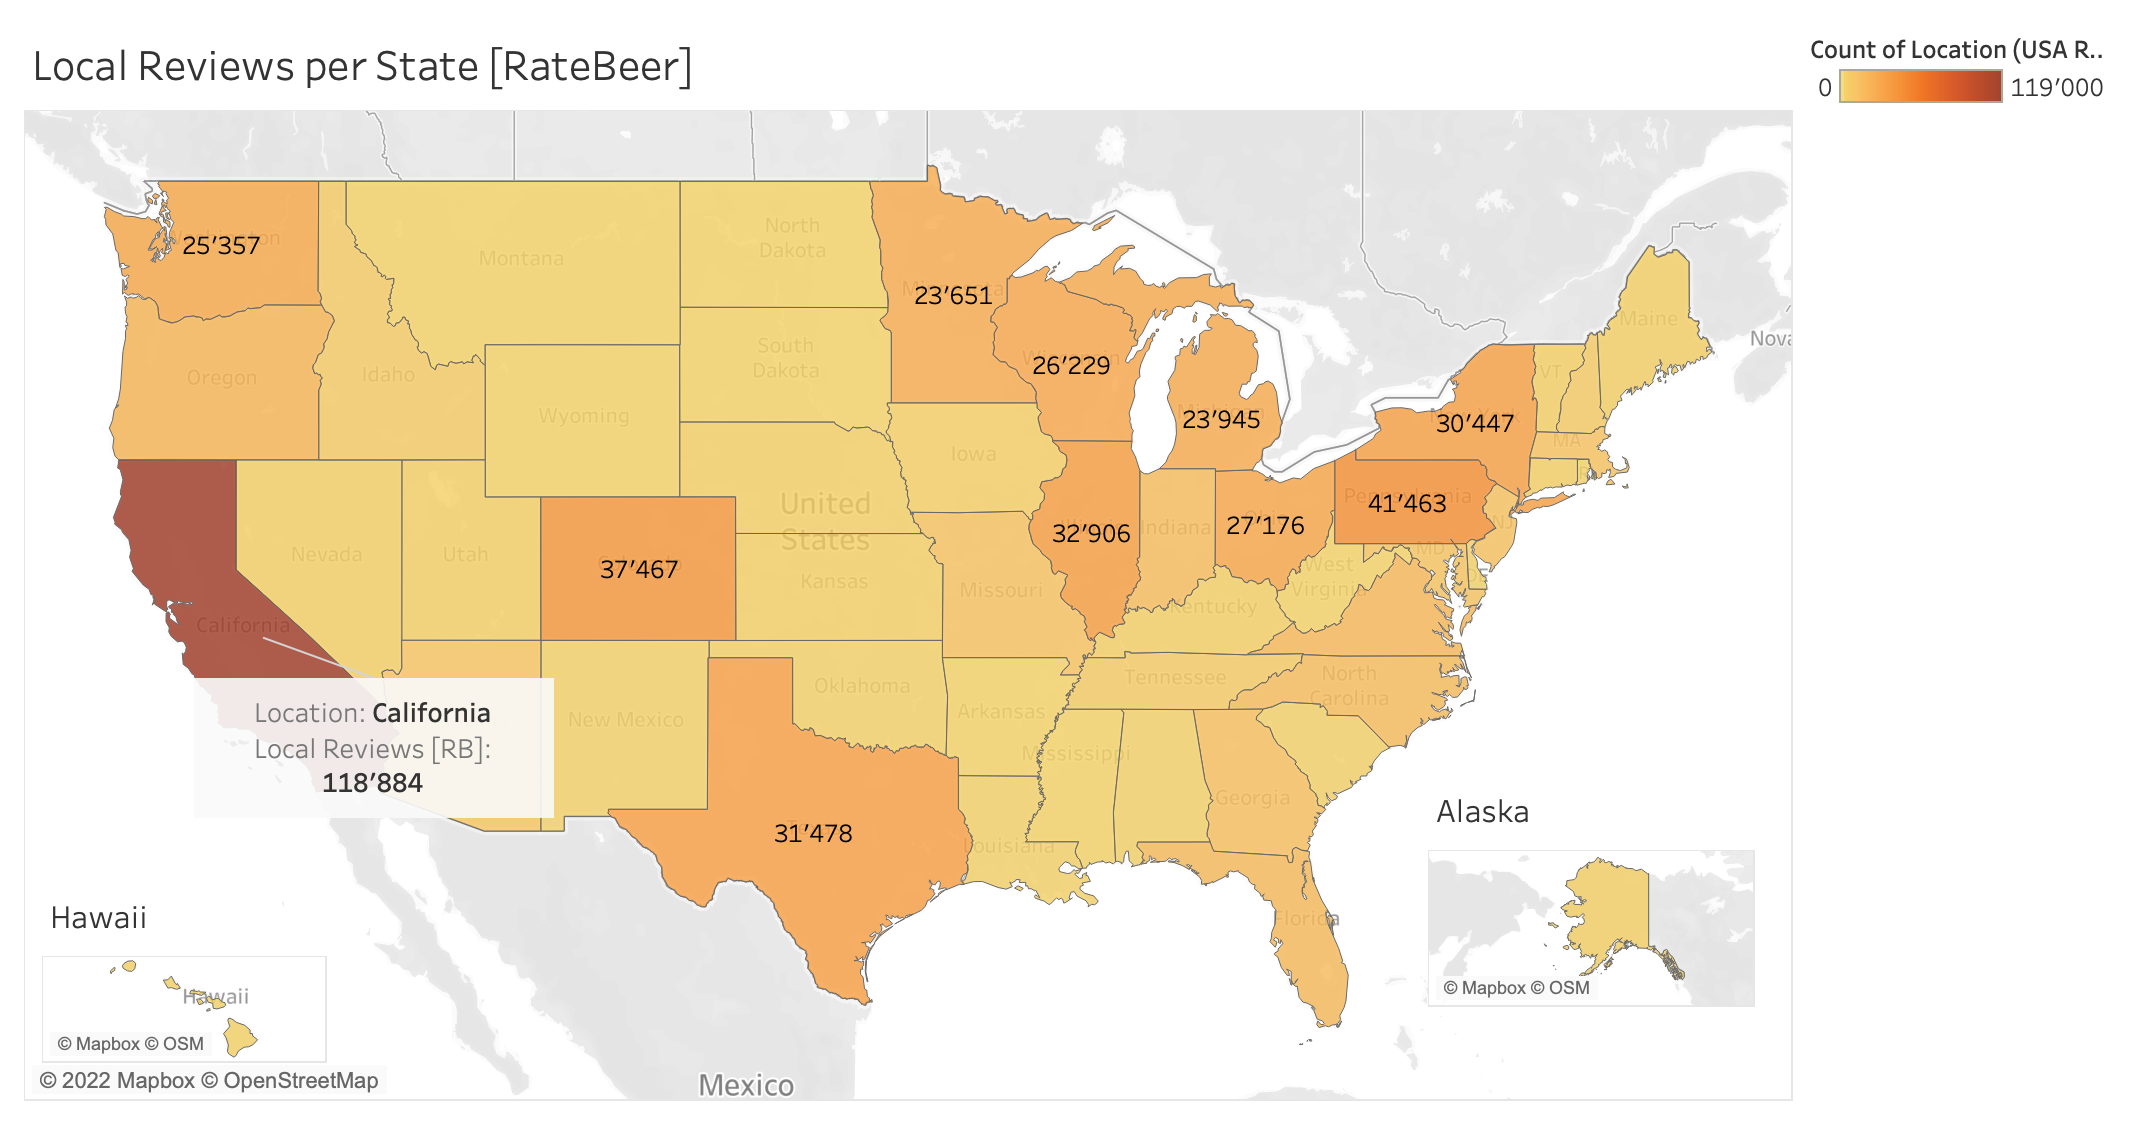 Local Reviews per State [RateBeer]
Count of Location (USA R..
0
119’000
25’357
Montana
North
Dakota
23’651
Oregon
Idaho
Wyoming
South
Dakota
26’229
23’945
30’447
VT
Maine
Nova
MA
Iowa
United
States
Nevada
Utah
37’467
Kansas
Missouri
32’906
Indiana
27’176
Pennsylvania
41’463
NJ
MD
DE
West
Virginia
Kentucky
California
Location: California
Local Reviews [RB]:
118’884
New Mexico
Oklahoma
Arkansas
Tennessee
North
Carolina
Mississippi
Georgia
31’478
Louisiana
Florida
Alaska
© Mapbox © OSM
Hawaii
Hawaii
© Mapbox © OSM
© 2022 Mapbox © OpenStreetMap
Mexico